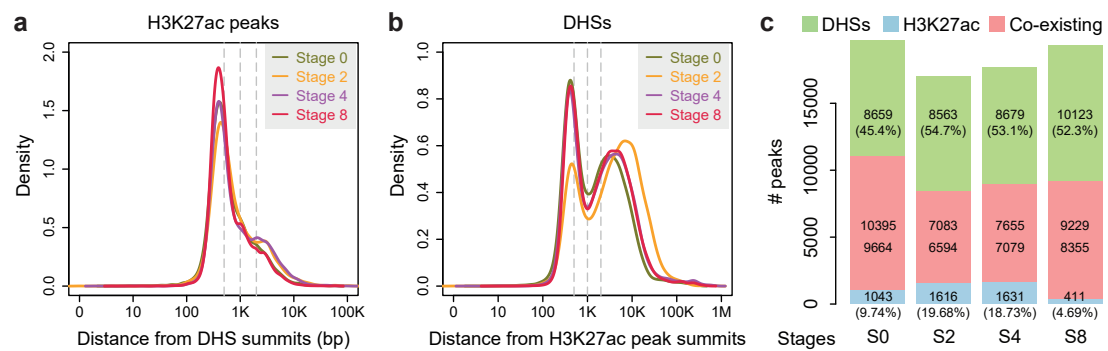 a
H3K27ac peaks
Density
2.0
1.5
1.0
0.5
0.0
Stage 0
Stage 2
Stage 4
Stage 8
0 10 100 1K 10K 100K
Distance from DHS summits (bp)
b
DHSs
Density
1.0
0.8
0.6
0.4
0.2
0.0
Stage 0
Stage 2
Stage 4
Stage 8
0 10 100 1K 10K 100K 1M
Distance from H3K27ac peak summits
c
DHSs H3K27ac Co-existing
# peaks
15000
10000
5000
0
8659 8563 8679 10123
(45.4%) (54.7%) (53.1%) (52.3%)
10395 7083 7655 9229
9664 6594 7079 8355
1043 1616 1631 411
(9.74%) (19.68%) (18.73%) (4.69%)
Stages S0 S2 S4 S8